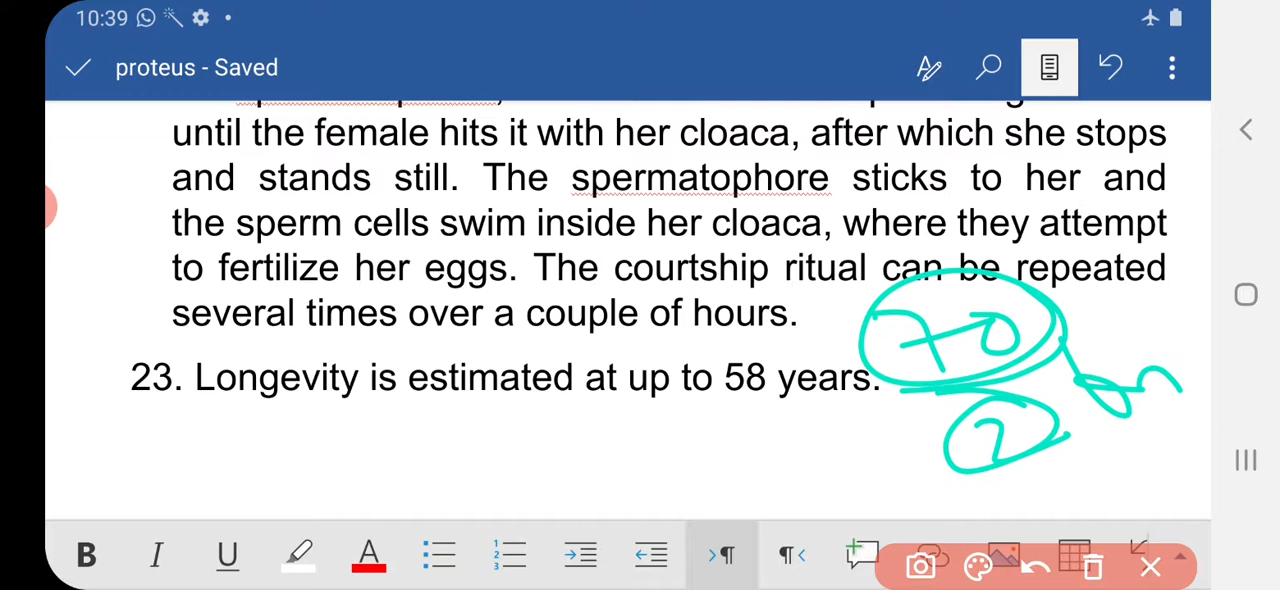 10:39
proteus - Saved
until the female hits it with her cloaca, after which she stops
and stands still. The spermatophore sticks to her and
the sperm cells swim inside her cloaca, where they attempt
to fertilize her eggs. The courtship ritual can be repeated
several times over a couple of hours.
70
23. Longevity is estimated at up to 58 years.
2
B I U A